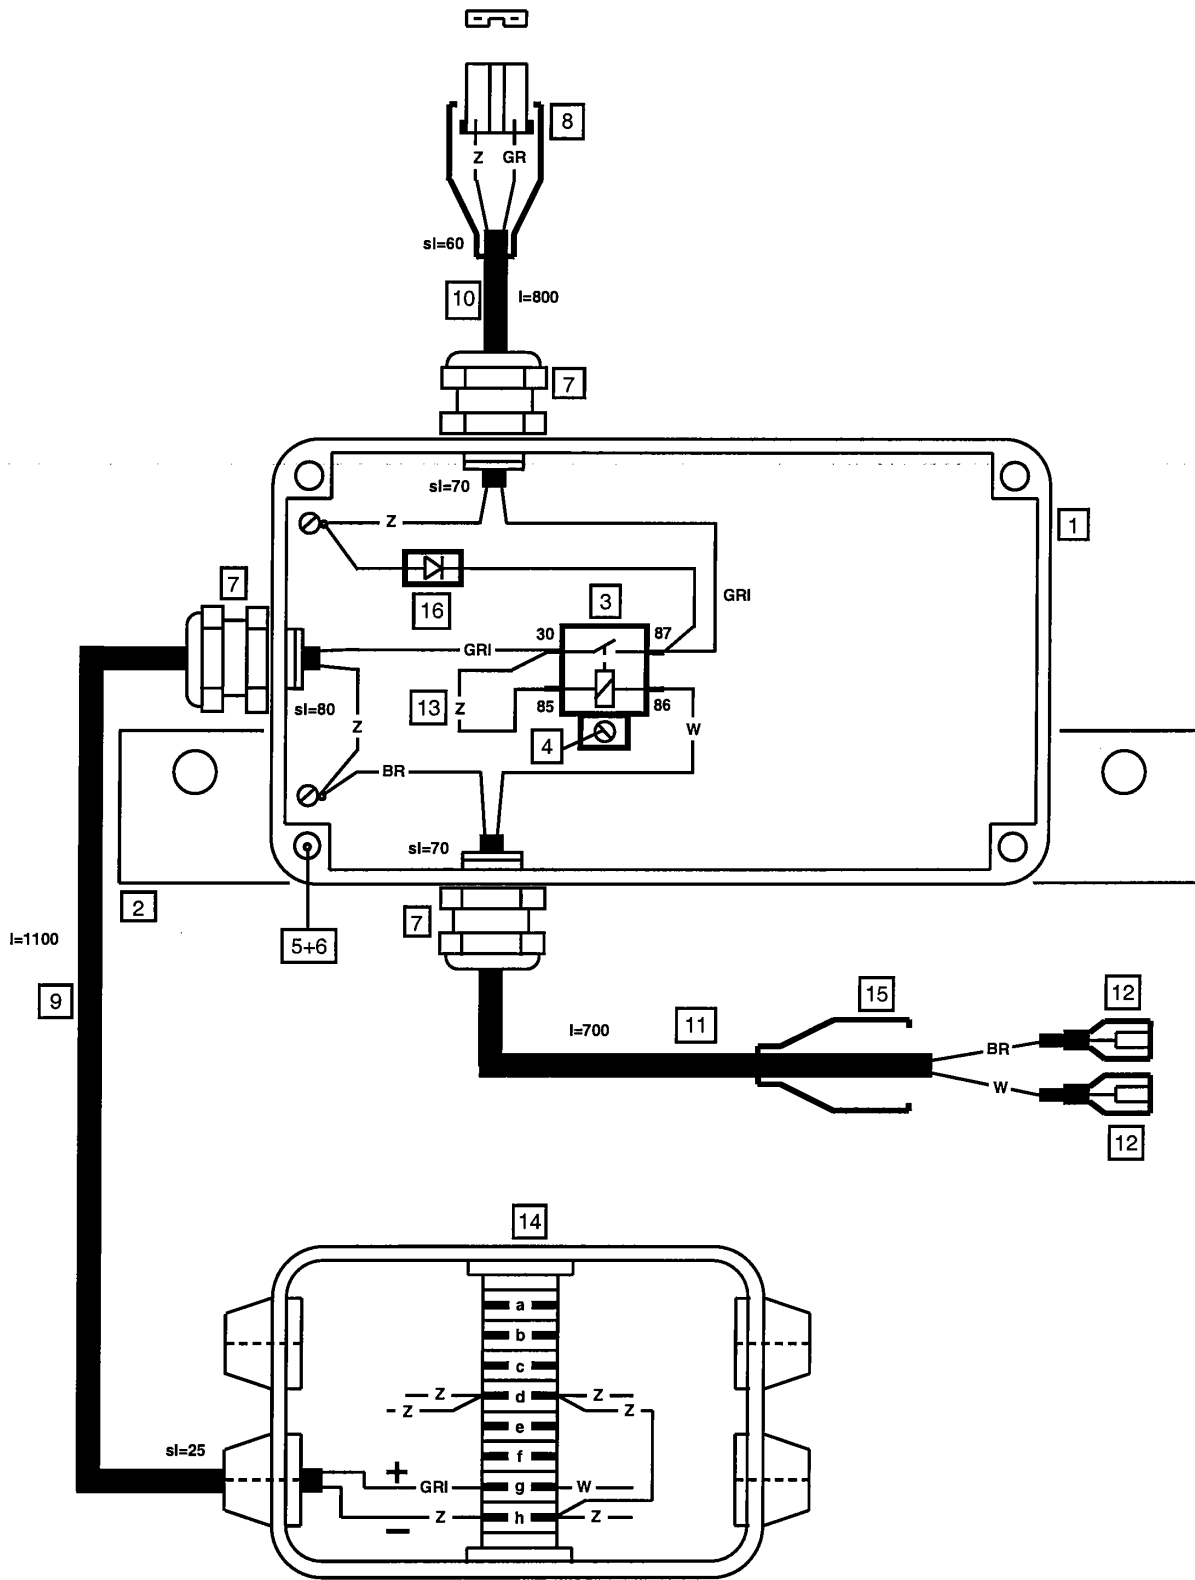 8
Z GR
sl=60
10
l=800
7
sl=70
Z
1
7
16
3
GRI
30
87
GRI
13
Z
85
86
sl=80
Z
4
W
BR
sl=70
2
7
5+6
l=1100
9
l=700
11
15
12
BR
W
12
14
a
b
c
Z d Z
Z Z
e
f
sl=25
+
GRI g W
Z h Z
–